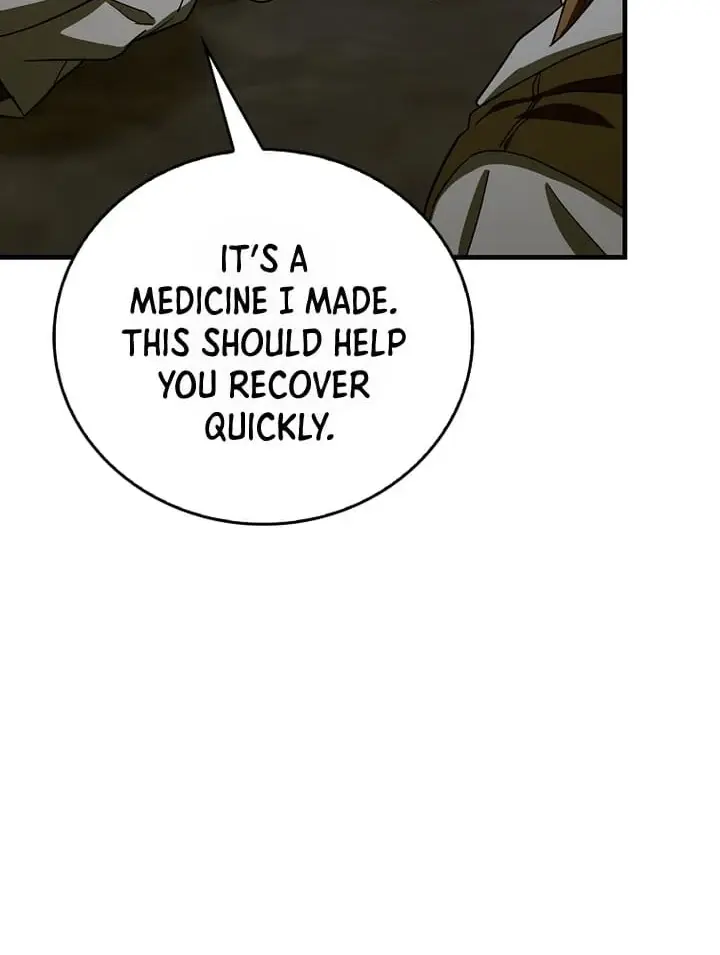 IT'S A
MEDICINE I MADE.
THIS SHOULD HELP
YOU RECOVER
QUICKLY.